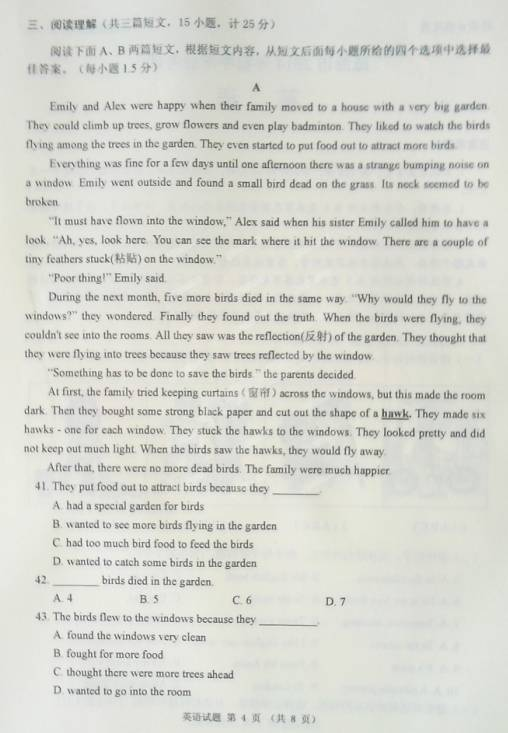 三、阅读理解（共三篇短文，15 小题，计 25 分）
阅读下面 A、B 两篇短文，根据短文内容，从短文后面每小题所给的四个选项中选择最
佳答案。（每小题 1.5 分）
A
Emily and Alex were happy when their family moved to a house with a very big garden.
They could climb up trees, grow flowers and even play badminton. They liked to watch the birds
flying among the trees in the garden. They even started to put food out to attract more birds.
Everything was fine for a few days until one afternoon there was a strange bumping noise on
a window. Emily went outside and found a small bird dead on the grass. Its neck seemed to be
broken.
“It must have flown into the window,” Alex said when his sister Emily called him to have a
look. “Ah, yes, look here. You can see the mark where it hit the window. There are a couple of
tiny feathers stuck(粘贴) on the window.”
“Poor thing!” Emily said.
During the next month, five more birds died in the same way. “Why would they fly to the
windows?” they wondered. Finally they found out the truth. When the birds were flying, they
couldn't see into the rooms. All they saw was the reflection(反射) of the garden. They thought that
they were flying into trees because they saw trees reflected by the window.
“Something has to be done to save the birds.” the parents decided.
At first, the family tried keeping curtains (窗帘) across the windows, but this made the room
dark. Then they bought some strong black paper and cut out the shape of a hawk. They made six
hawks - one for each window. They stuck the hawks to the windows. They looked pretty and did
not keep out much light. When the birds saw the hawks, they would fly away.
After that, there were no more dead birds. The family were much happier.
41. They put food out to attract birds because they ________.
A. had a special garden for birds
B. wanted to see more birds flying in the garden
C. had too much bird food to feed the birds
D. wanted to catch some birds in the garden
42. ________ birds died in the garden.
A. 4 B. 5 C. 6 D. 7
43. The birds flew to the windows because they ________.
A. found the windows very clean
B. fought for more food
C. thought there were more trees ahead
D. wanted to go into the room
英语试题 第 4 页 （共 8 页）